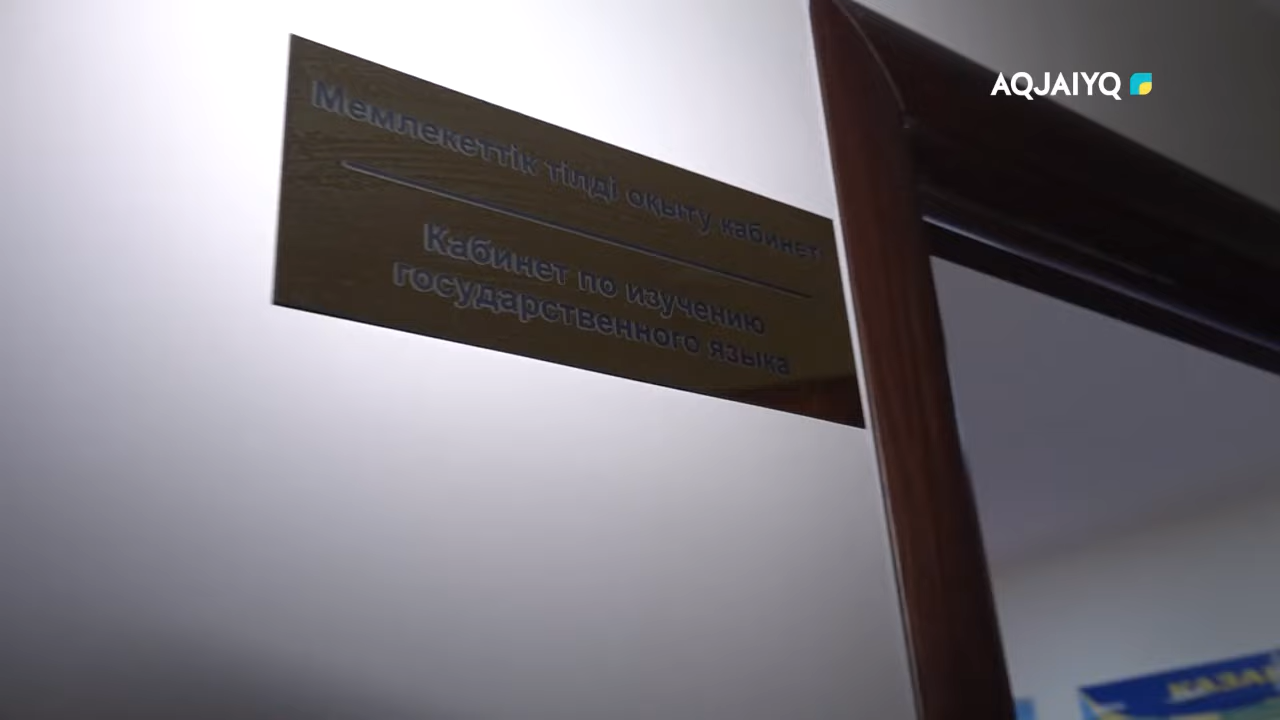 AQJAIYQ
Мемлекеттік тілді оқыту кабинет
Кабинет по изучению
государственного языка